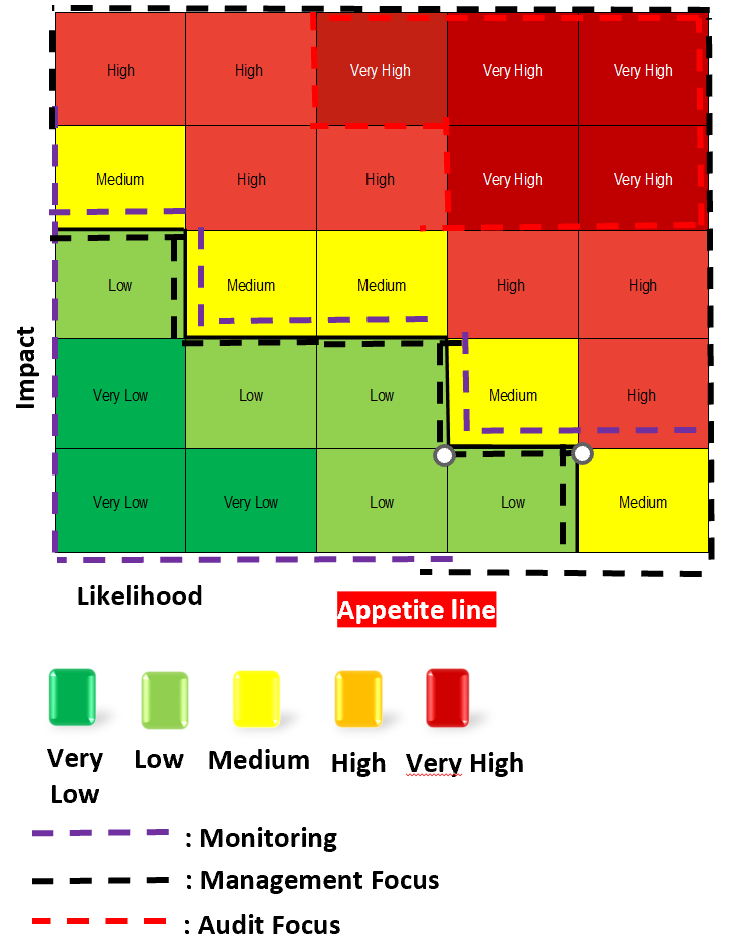 High High Very High Very High Very High
Medium High High Very High Very High
Low Medium Medium High High
Impact
Very Low Low Low Medium High
Very Low Very Low Low Low Medium
Likelihood
Appetite line
Very Low Medium High Very High
Low
: Monitoring
: Management Focus
: Audit Focus